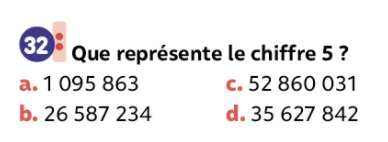 32 Que représente le chiffre 5 ?
a. 1 095 863 c. 52 860 031
b. 26 587 234 d. 35 627 842